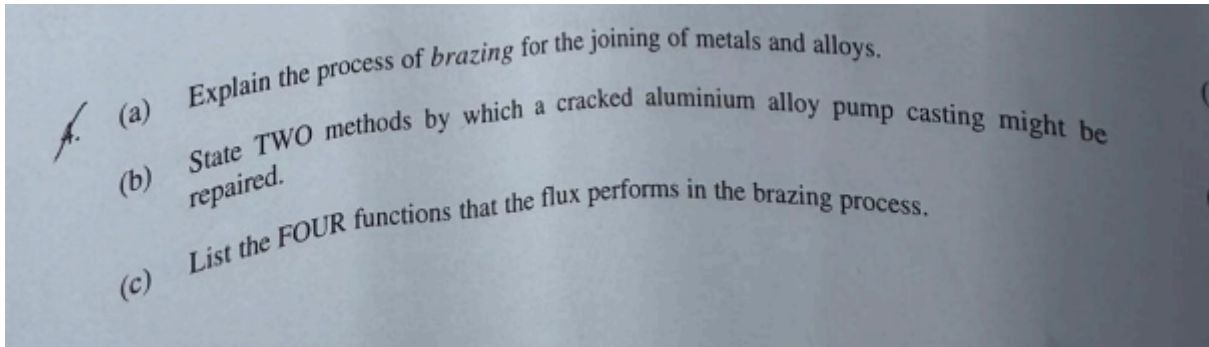 4. (a) Explain the process of brazing for the joining of metals and alloys.
(b) State TWO methods by which a cracked aluminium alloy pump casting might be
repaired.
(c) List the FOUR functions that the flux performs in the brazing process.